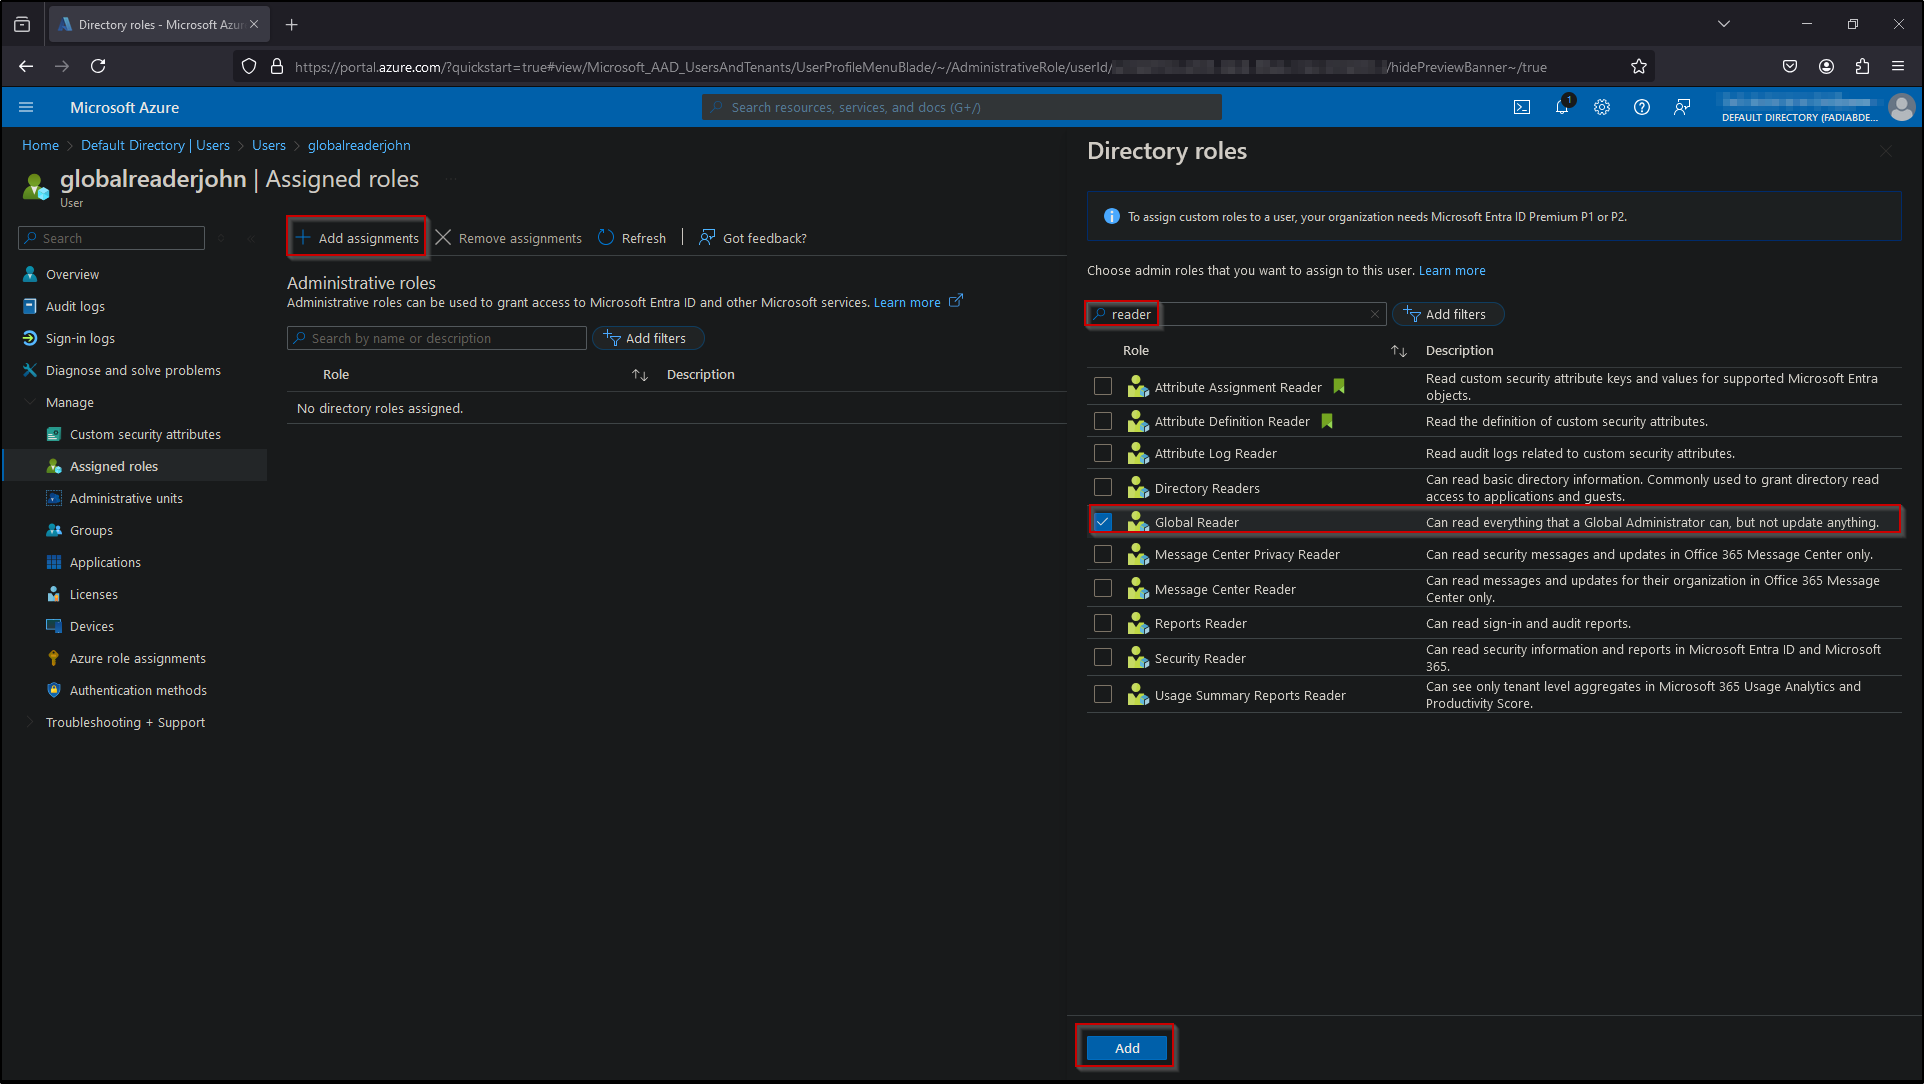 Directory roles - Microsoft Azur
https://portal.azure.com/?quickstart=true#view/Microsoft_AAD_UsersAndTenants/UserProfileMenuBlade/~/AdministrativeRole/userId/
/hidePreviewBanner~/true
Microsoft Azure
Search resources, services, and docs (G+/)
1
DEFAULT DIRECTORY (FADIABDE...
Home > Default Directory | Users > Users > globalreaderjohn
globalreaderjohn | Assigned roles
User
Search
Overview
Audit logs
Sign-in logs
Diagnose and solve problems
Manage
Custom security attributes
Assigned roles
Administrative units
Groups
Applications
Licenses
Devices
Azure role assignments
Authentication methods
Troubleshooting + Support
Add assignments
Remove assignments
Refresh
Got feedback?
Administrative roles
Administrative roles can be used to grant access to Microsoft Entra ID and other Microsoft services. Learn more
Search by name or description
Add filters
Role
Description
No directory roles assigned.
Directory roles
To assign custom roles to a user, your organization needs Microsoft Entra ID Premium P1 or P2.
Choose admin roles that you want to assign to this user. Learn more
reader
Add filters
Role
Description
Attribute Assignment Reader
Read custom security attribute keys and values for supported Microsoft Entra
objects.
Attribute Definition Reader
Read the definition of custom security attributes.
Attribute Log Reader
Read audit logs related to custom security attributes.
Directory Readers
Can read basic directory information. Commonly used to grant directory read
access to applications and guests.
Global Reader
Can read everything that a Global Administrator can, but not update anything.
Message Center Privacy Reader
Can read security messages and updates in Office 365 Message Center only.
Message Center Reader
Can read messages and updates for their organization in Office 365 Message
Center only.
Reports Reader
Can read sign-in and audit reports.
Security Reader
Can read security information and reports in Microsoft Entra ID and Microsoft
365.
Usage Summary Reports Reader
Can see only tenant level aggregates in Microsoft 365 Usage Analytics and
Productivity Score.
Add